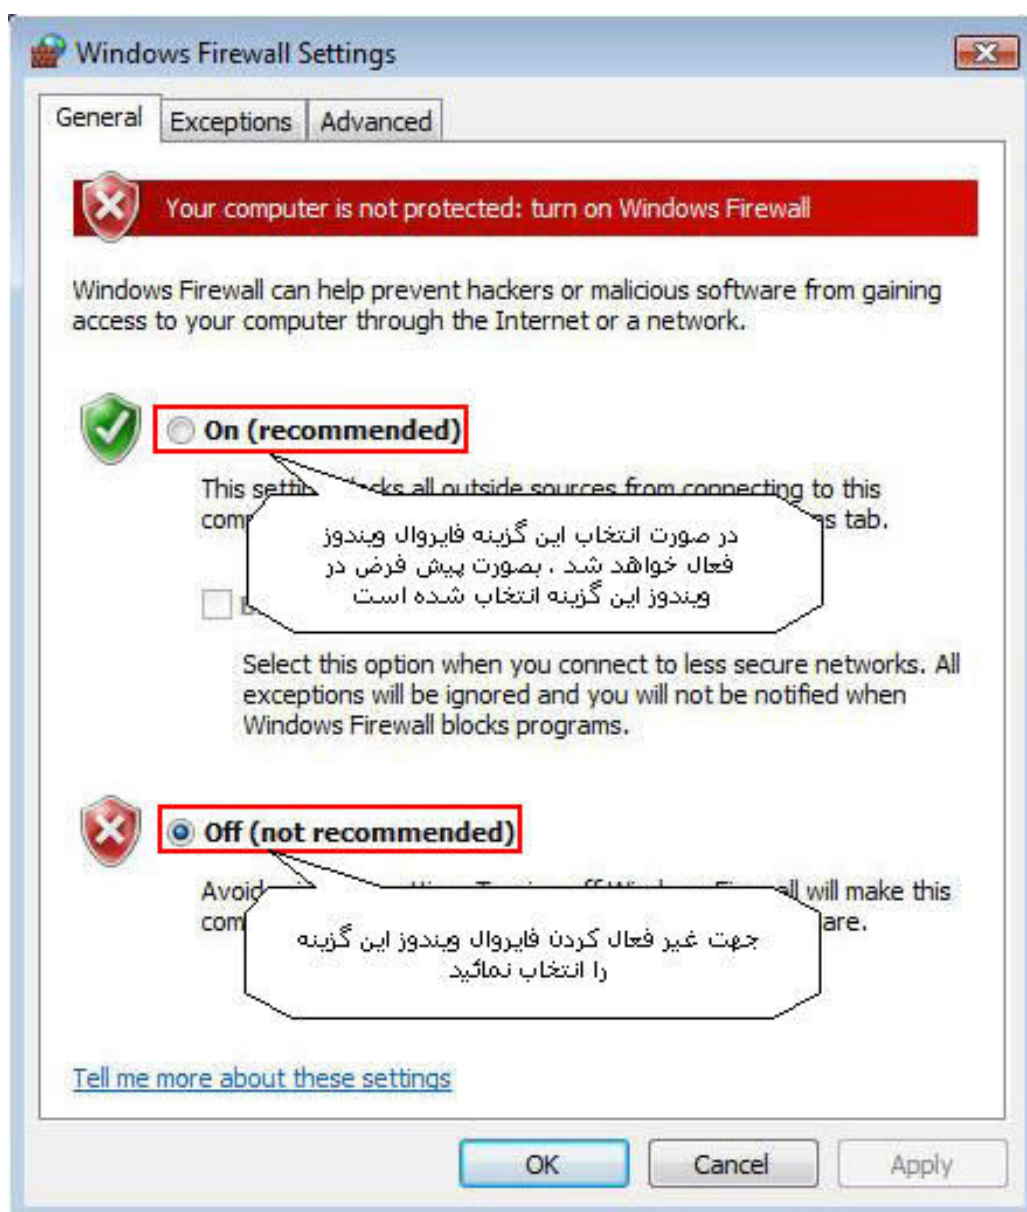 Windows Firewall Settings
General Exceptions Advanced
Your computer is not protected: turn on Windows Firewall
Windows Firewall can help prevent hackers or malicious software from gaining
access to your computer through the Internet or a network.
On (recommended)
This all outside sources from connecting to this
tab.
در صورت انتخاب این گزینه فایروال ویندوز
فعال خواهد شد ، بصورت پیش فرض در
ویندوز این گزینه انتخاب شده است
Select this option when you connect to less secure networks. All
exceptions will be ignored and you will not be notified when
Windows Firewall blocks programs.
Off (not recommended)
will make this
جهت غیر فعال کردن فایروال ویندوز این گزینه
را انتخاب نمائید
Tell me more about these settings
OK Cancel Apply